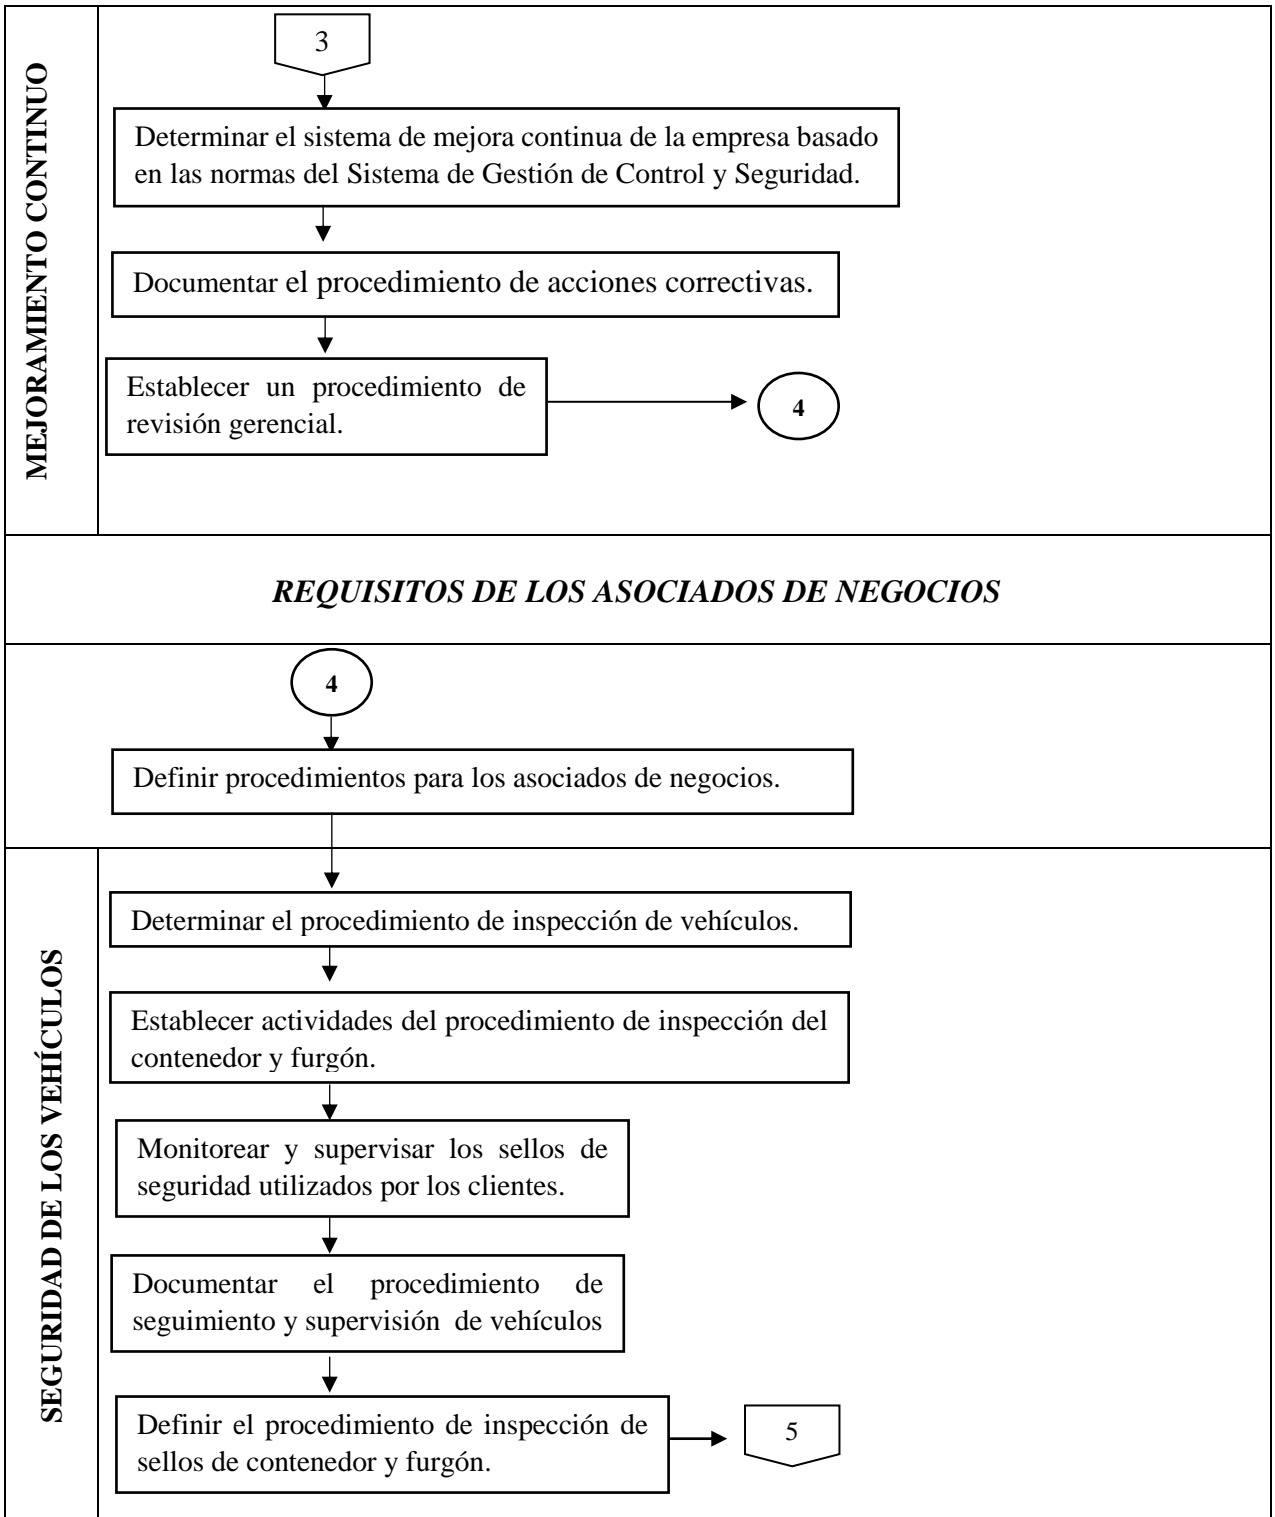 MEJORAMIENTO CONTINUO
3
Determinar el sistema de mejora continua de la empresa basado
en las normas del Sistema de Gestión de Control y Seguridad.
Documentar el procedimiento de acciones correctivas.
Establecer un procedimiento de
revisión gerencial.
4
REQUISITOS DE LOS ASOCIADOS DE NEGOCIOS
4
Definir procedimientos para los asociados de negocios.
SEGURIDAD DE LOS VEHÍCULOS
Determinar el procedimiento de inspección de vehículos.
Establecer actividades del procedimiento de inspección del
contenedor y furgón.
Monitorear y supervisar los sellos de
seguridad utilizados por los clientes.
Documentar el procedimiento de
seguimiento y supervisión de vehículos
Definir el procedimiento de inspección de
sellos de contenedor y furgón.
5